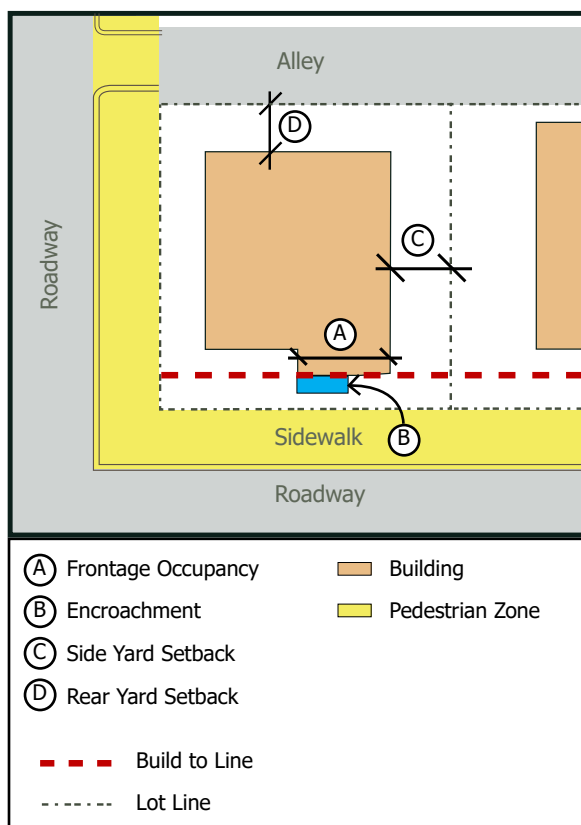 Alley
D
C
Roadway
A
B
Sidewalk
Roadway
A Frontage Occupancy
B Encroachment
C Side Yard Setback
D Rear Yard Setback
Building
Pedestrian Zone
Build to Line
Lot Line